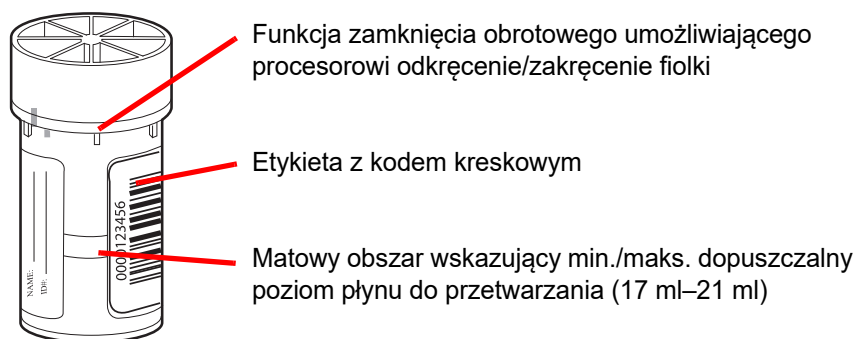 Funkcja zamknięcia obrotowego umożliwiającego
procesorowi odkręcenie/zakręcenie fiolki
Etykieta z kodem kreskowym
Matowy obszar wskazujący min./maks. dopuszczalny
poziom płynu do przetwarzania (17 ml–21 ml)
NAME:
ID#:
0000123456